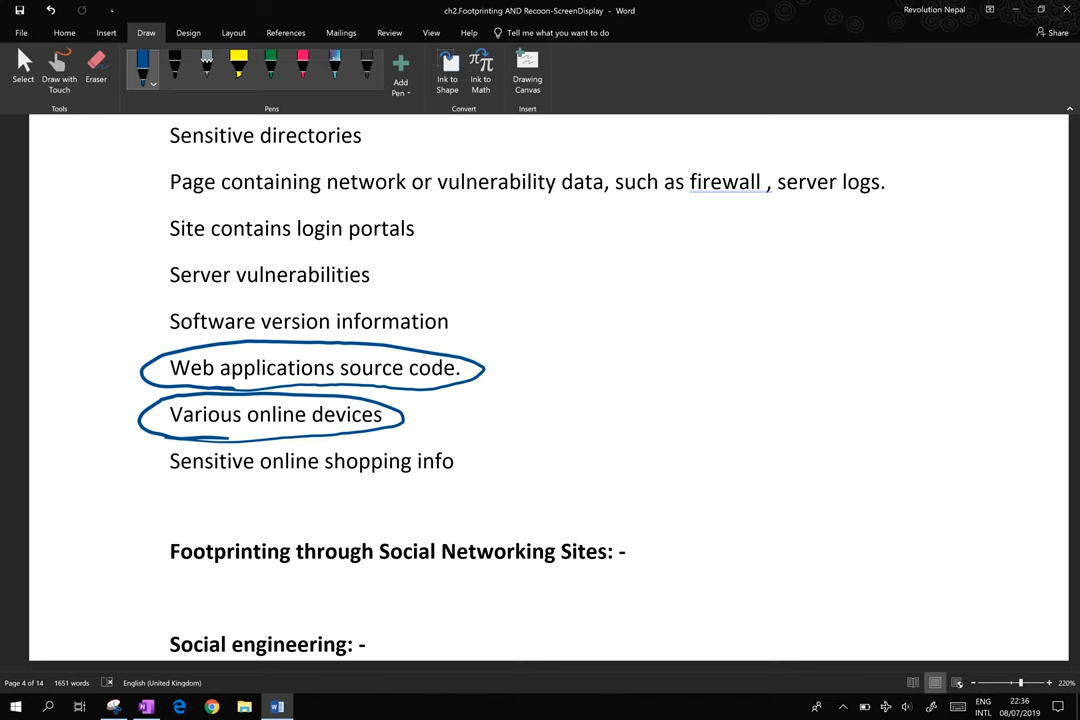 ch2.Footprinting AND Recoon-ScreenDisplay - Word
Revolution Nepal
File Home Insert Draw Design Layout References Mailings Review View Help Tell me what you want to do
Share
Select
Draw with Touch
Eraser
Add Pen
Ink to Shape
Ink to Math
Drawing Canvas
Tools Pens Convert Insert
Sensitive directories
Page containing network or vulnerability data, such as firewall , server logs.
Site contains login portals
Server vulnerabilities
Software version information
Web applications source code.
Various online devices
Sensitive online shopping info
Footprinting through Social Networking Sites: -
Social engineering: -
Page 4 of 14 1651 words English (United Kingdom) 220%
ENG 22:36
INTL 08/07/2019